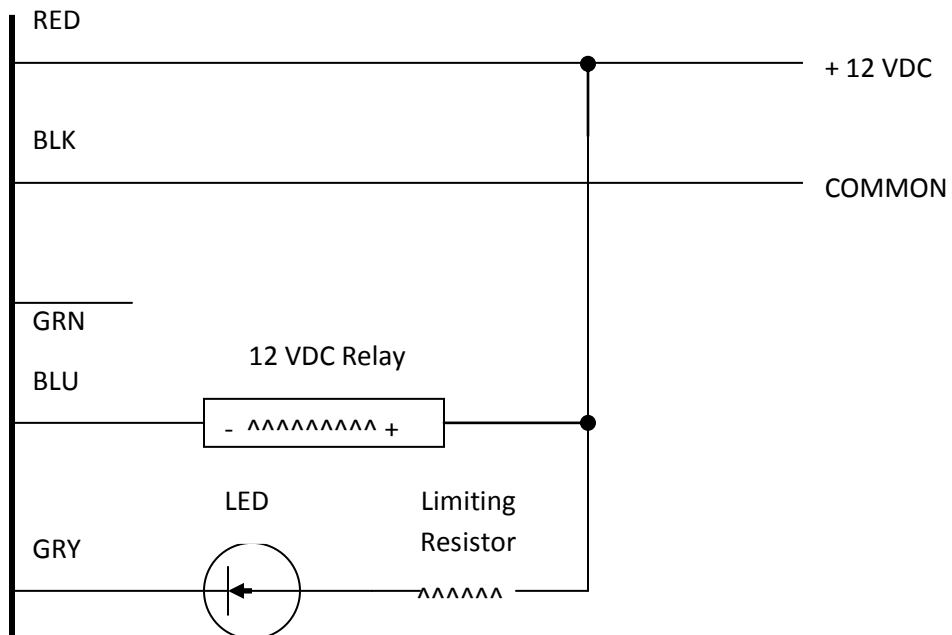 RED
+ 12 VDC
BLK
COMMON
GRN
12 VDC Relay
BLU
- ^^^^^^^^^ +
LED
Limiting
Resistor
GRY
^^^^^^